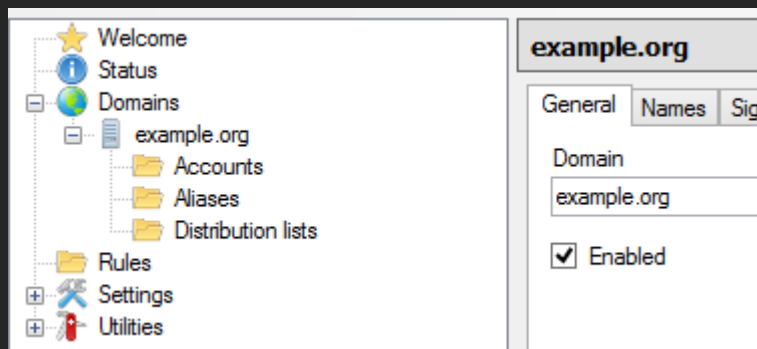 Welcome
Status
Domains
example.org
Accounts
Aliases
Distribution lists
Rules
Settings
Utilities
example.org
General Names Sig
Domain
example.org
Enabled